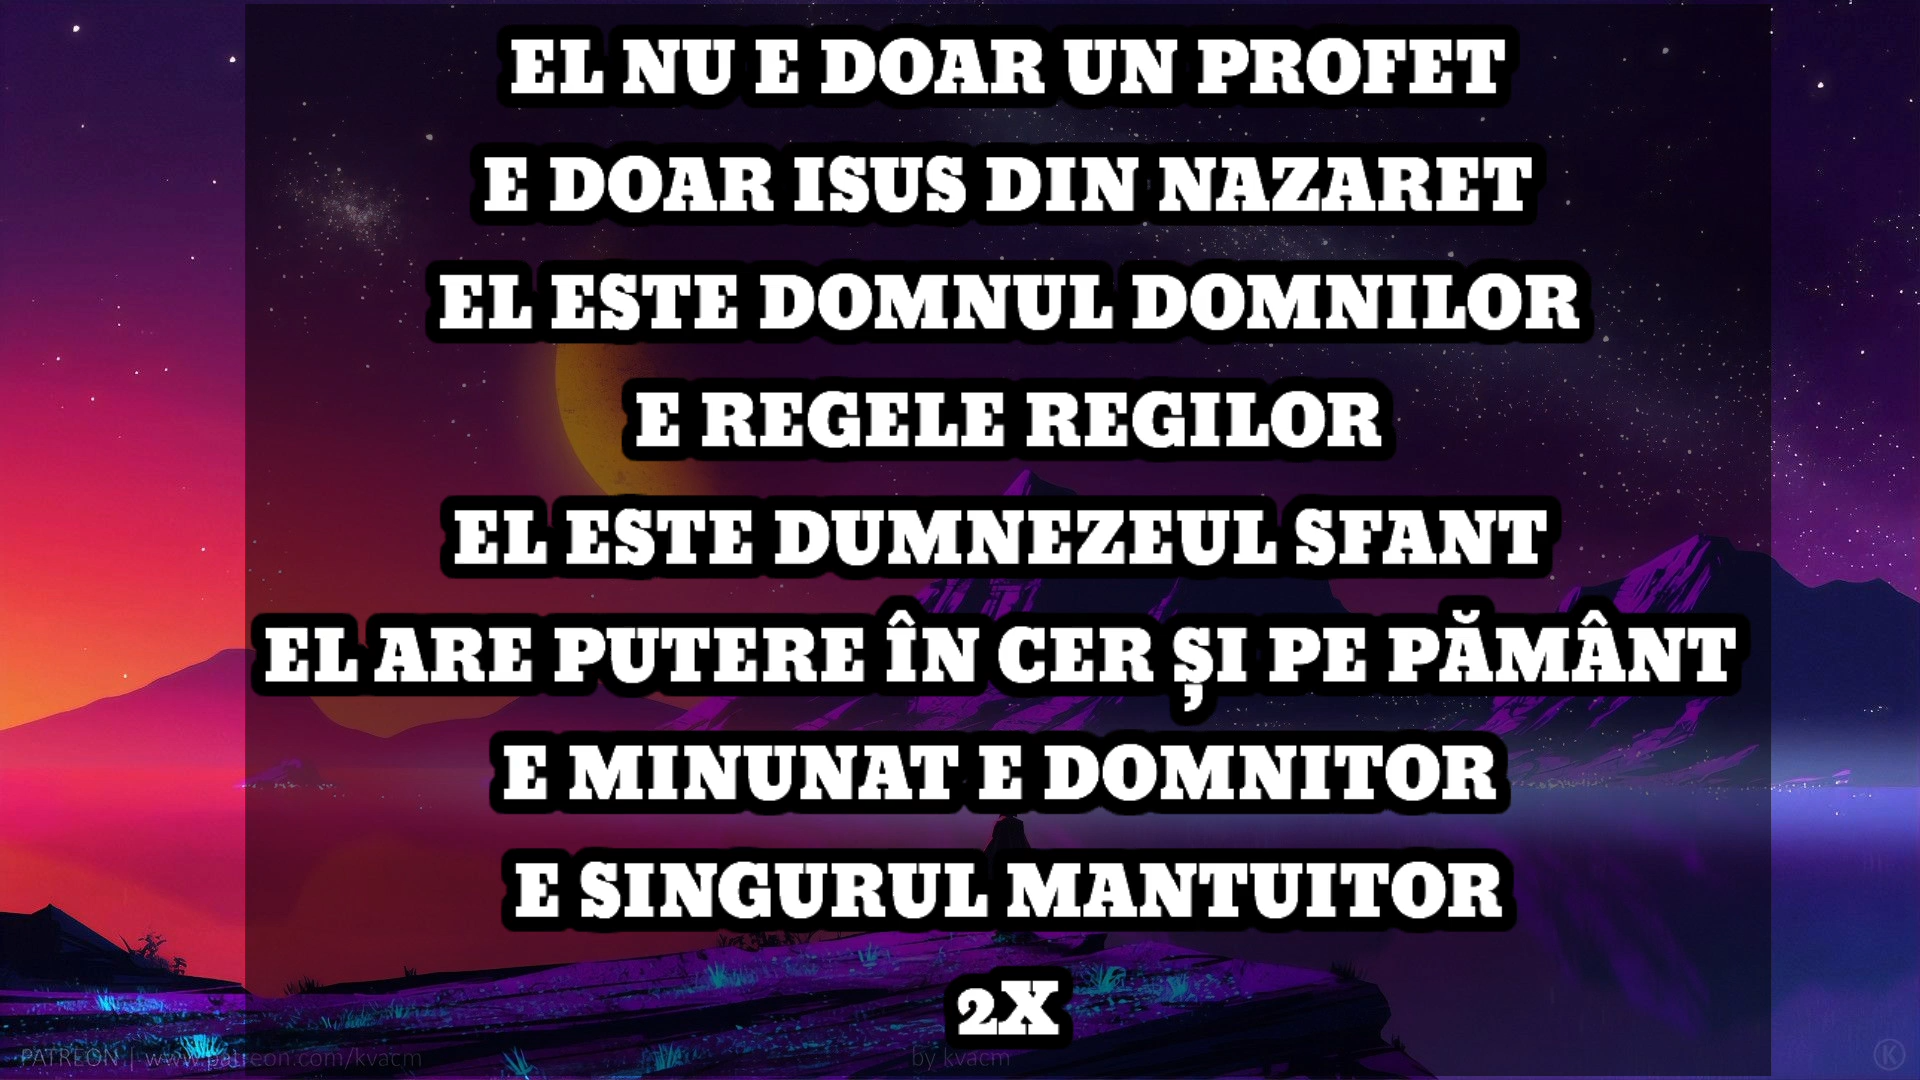 EL NU E DOAR UN PROFET
E DOAR ISUS DIN NAZARET
EL ESTE DOMNUL DOMNILOR
E REGELE REGILOR
EL ESTE DUMNEZEUL SFANT
EL ARE PUTERE ÎN CER ȘI PE PĂMÂNT
E MINUNAT E DOMNITOR
E SINGURUL MANTUITOR
2X
PATREON | www.patreon.com/kvacm by kvacm K